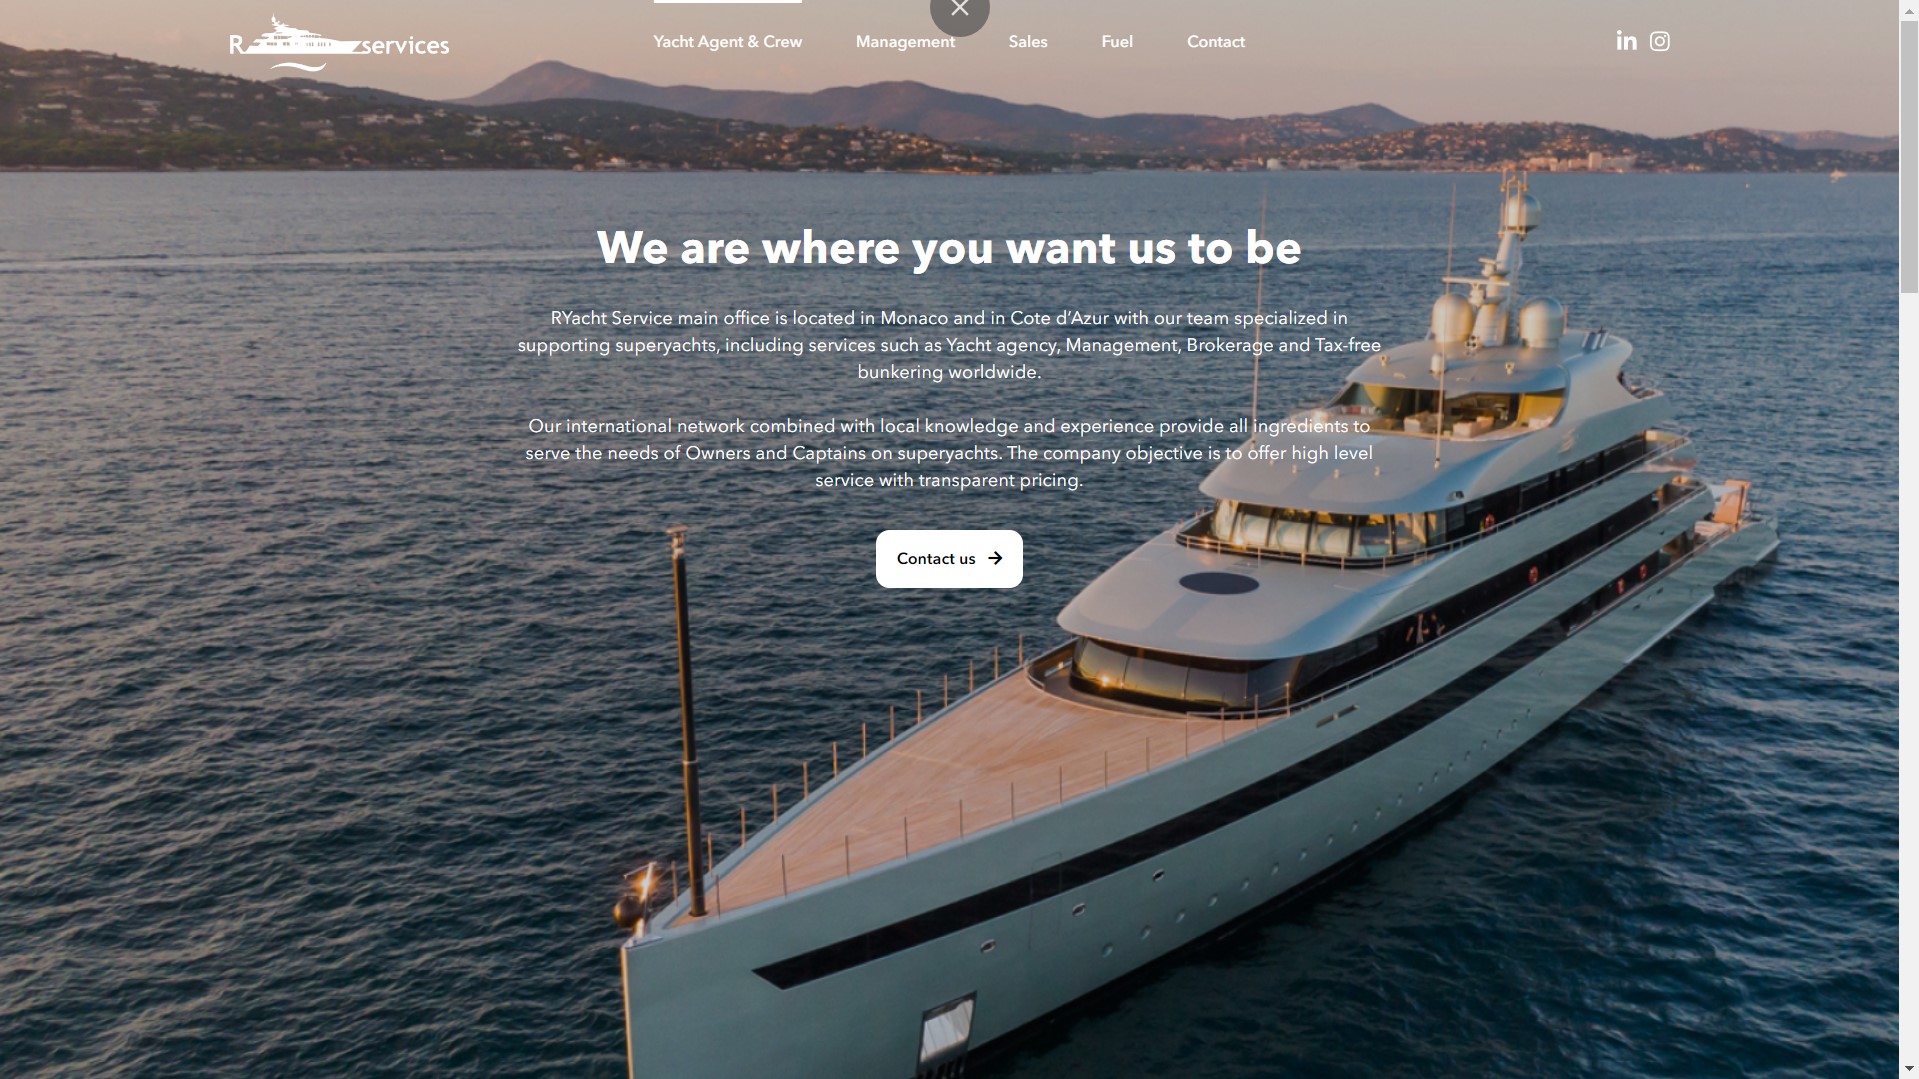 R services
Yacht Agent & Crew
Management
Sales
Fuel
Contact
in
We are where you want us to be
RYacht Service main office is located in Monaco and in Cote d’Azur with our team specialized in
supporting superyachts, including services such as Yacht agency, Management, Brokerage and Tax-free
bunkering worldwide.
Our international network combined with local knowledge and experience provide all ingredients to
serve the needs of Owners and Captains on superyachts. The company objective is to offer high level
service with transparent pricing.
Contact us